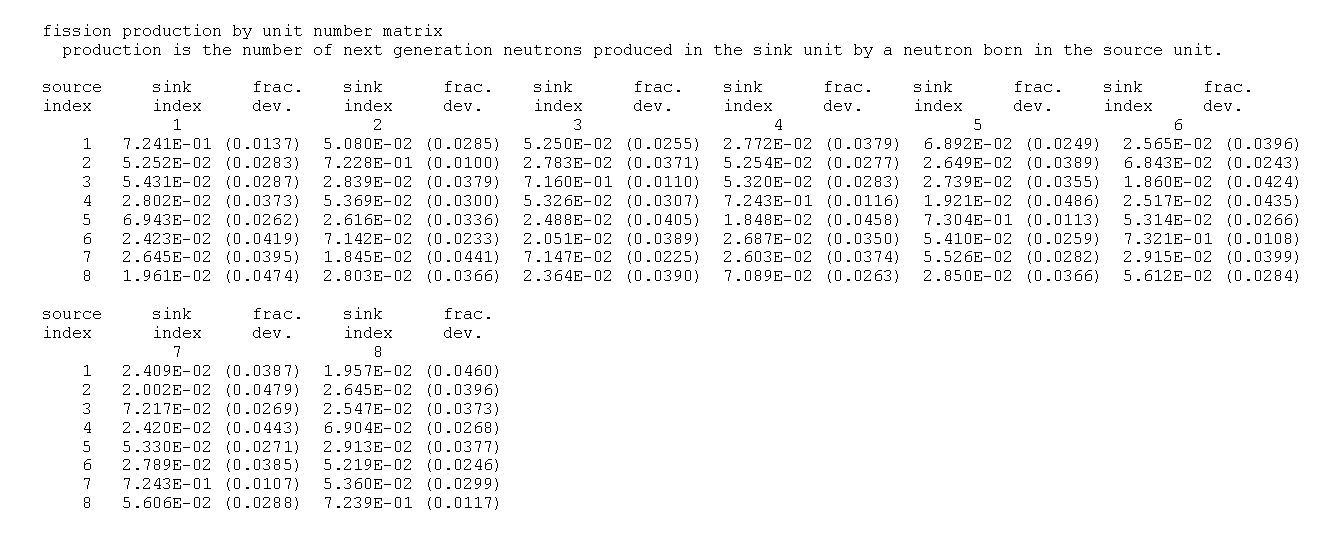 fission production by unit number matrix
production is the number of next generation neutrons produced in the sink unit by a neutron born in the source unit.
source sink frac. sink frac. sink frac. sink frac. sink frac. sink frac.
index index dev. index dev. index dev. index dev. index dev. index dev.
1 2 3 4 5 6
1 7.241E-01 (0.0137) 5.080E-02 (0.0285) 5.250E-02 (0.0255) 2.772E-02 (0.0379) 6.892E-02 (0.0249) 2.565E-02 (0.0396)
2 5.252E-02 (0.0283) 7.228E-01 (0.0100) 2.783E-02 (0.0371) 5.254E-02 (0.0277) 2.649E-02 (0.0389) 6.843E-02 (0.0243)
3 5.431E-02 (0.0287) 2.839E-02 (0.0379) 7.160E-01 (0.0110) 5.320E-02 (0.0283) 2.739E-02 (0.0355) 1.860E-02 (0.0424)
4 2.802E-02 (0.0373) 5.369E-02 (0.0300) 5.326E-02 (0.0307) 7.243E-01 (0.0116) 1.921E-02 (0.0486) 2.517E-02 (0.0435)
5 6.943E-02 (0.0262) 2.616E-02 (0.0336) 2.488E-02 (0.0405) 1.848E-02 (0.0458) 7.304E-01 (0.0113) 5.314E-02 (0.0266)
6 2.423E-02 (0.0419) 7.142E-02 (0.0233) 2.051E-02 (0.0389) 2.687E-02 (0.0350) 5.410E-02 (0.0259) 7.321E-01 (0.0108)
7 2.645E-02 (0.0395) 1.845E-02 (0.0441) 7.147E-02 (0.0225) 2.603E-02 (0.0374) 5.526E-02 (0.0282) 2.915E-02 (0.0399)
8 1.961E-02 (0.0474) 2.803E-02 (0.0366) 2.364E-02 (0.0390) 7.089E-02 (0.0263) 2.850E-02 (0.0366) 5.612E-02 (0.0284)
source sink frac. sink frac.
index index dev. index dev.
7 8
1 2.409E-02 (0.0387) 1.957E-02 (0.0460)
2 2.002E-02 (0.0479) 2.645E-02 (0.0396)
3 7.217E-02 (0.0269) 2.547E-02 (0.0373)
4 2.420E-02 (0.0443) 6.904E-02 (0.0268)
5 5.330E-02 (0.0271) 2.913E-02 (0.0377)
6 2.789E-02 (0.0385) 5.219E-02 (0.0246)
7 7.243E-01 (0.0107) 5.360E-02 (0.0299)
8 5.606E-02 (0.0288) 7.239E-01 (0.0117)